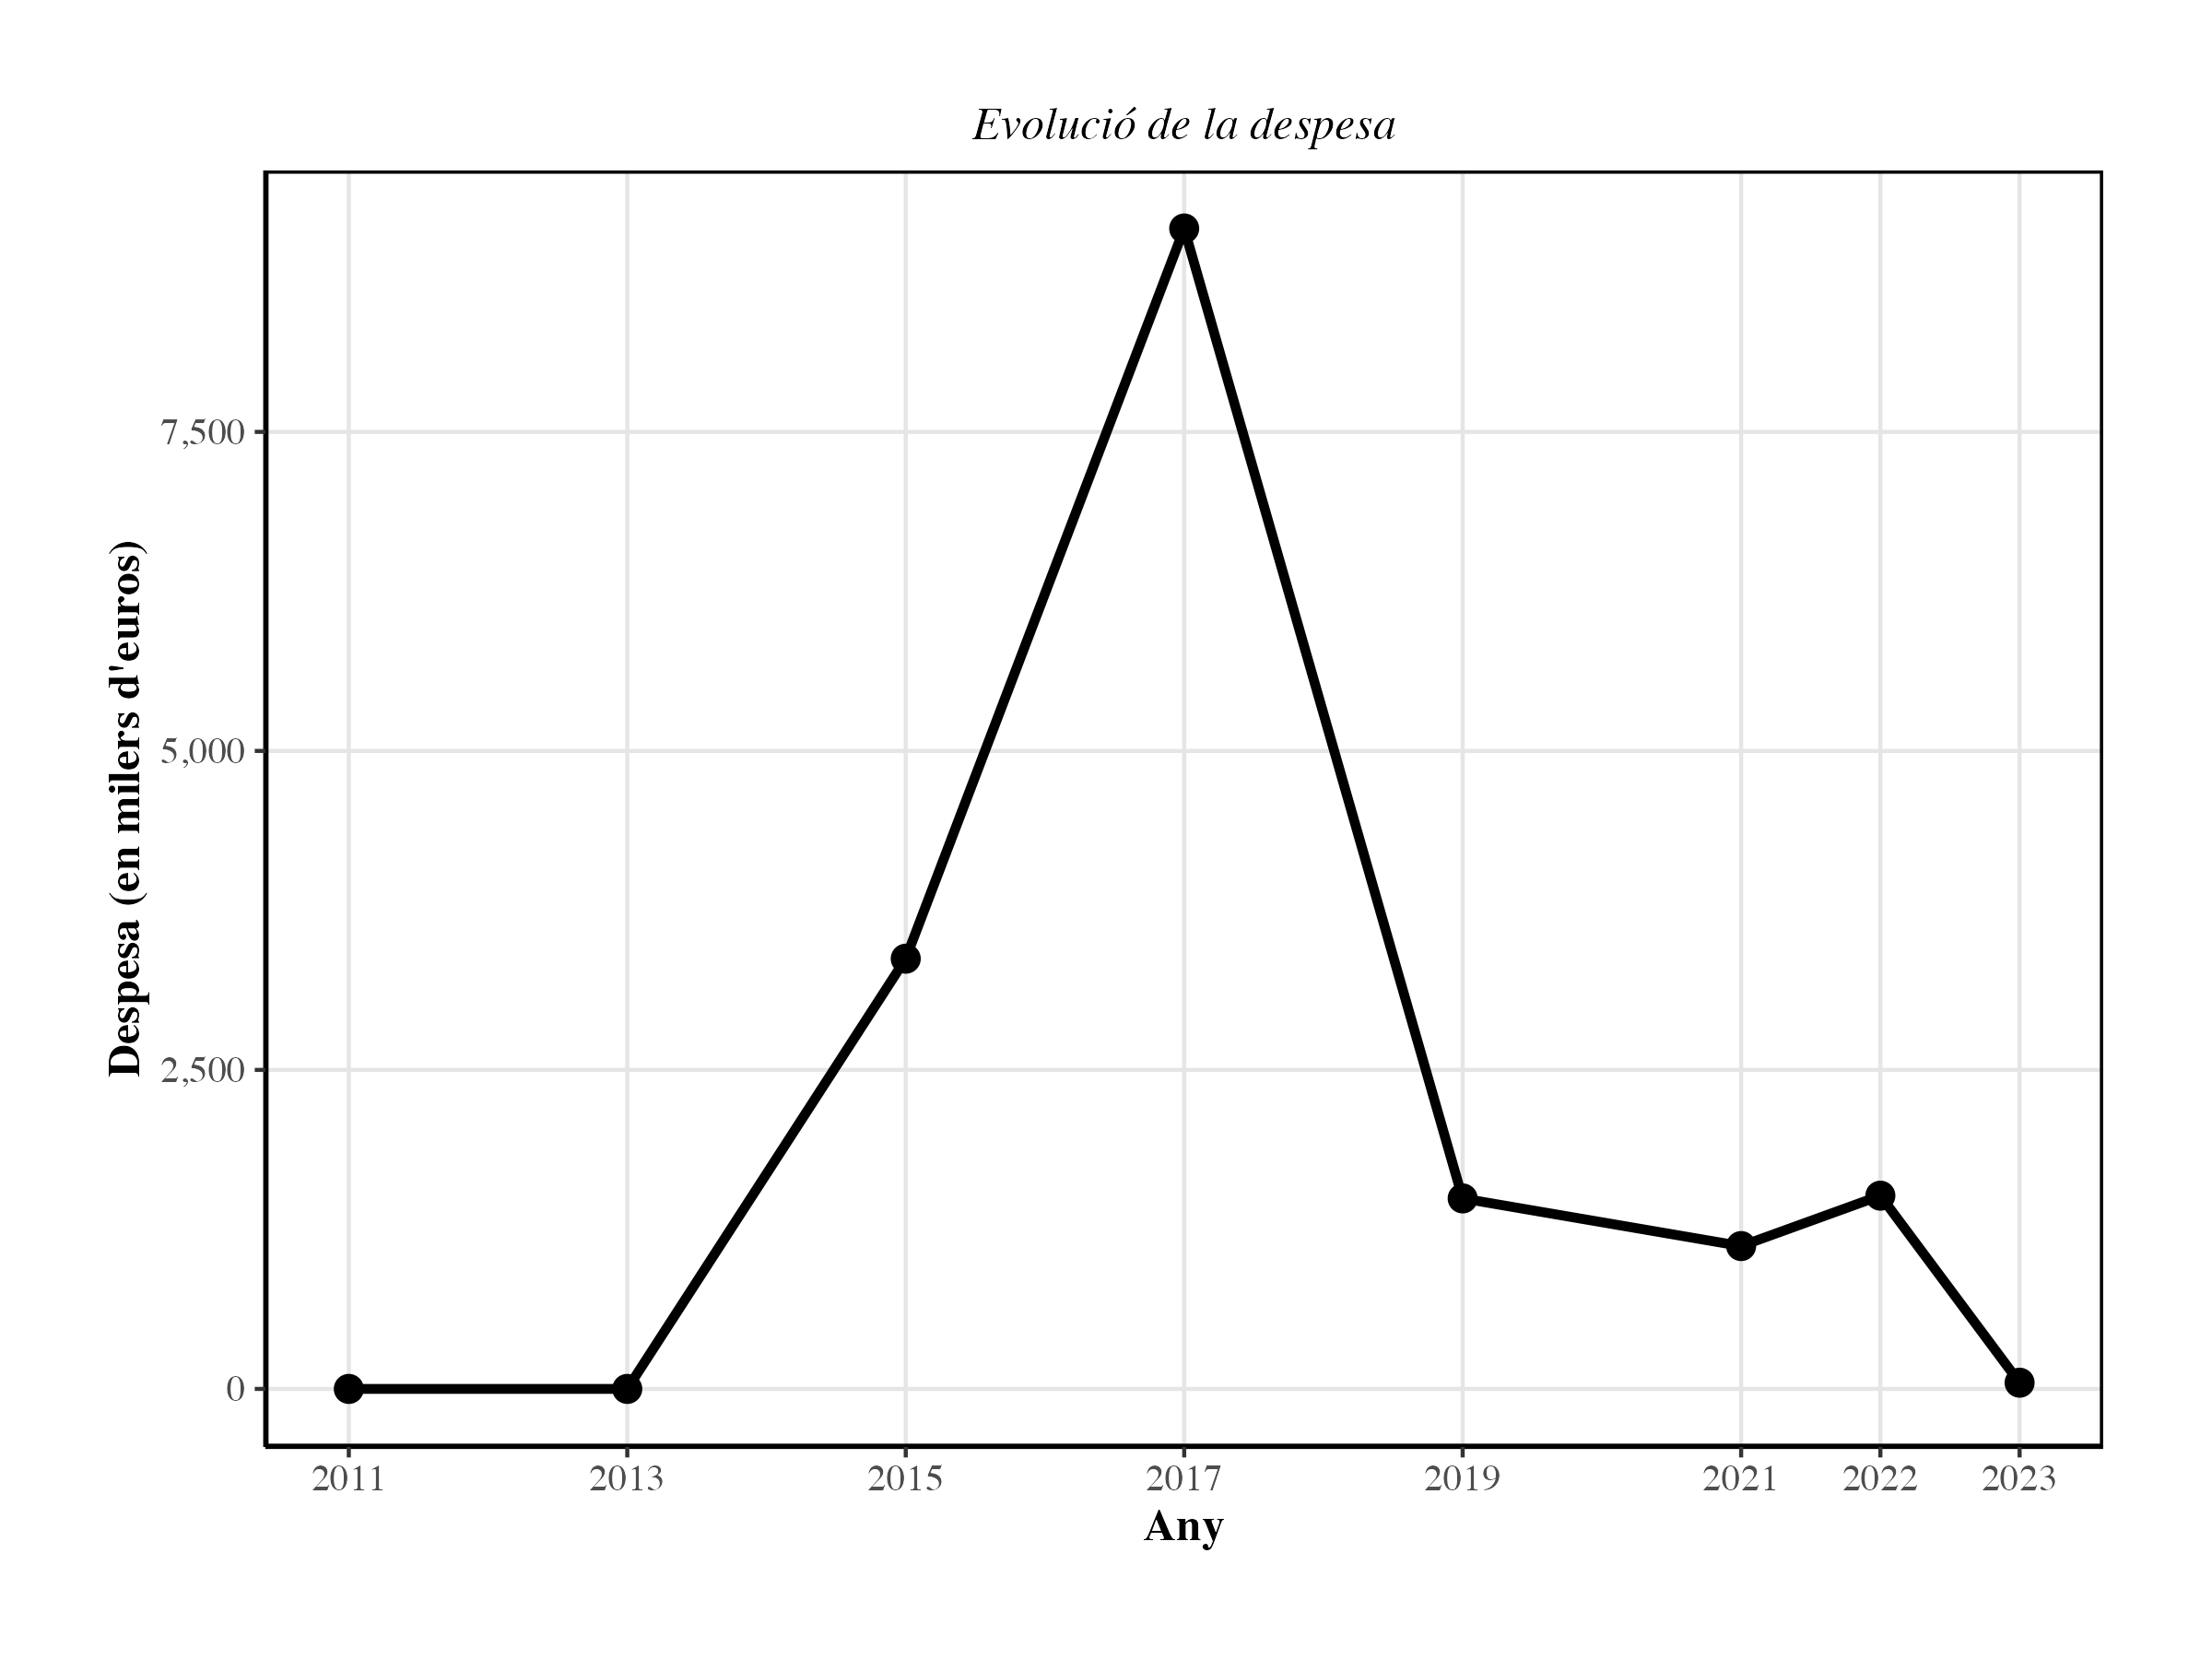 Evolució de la despesa
Despesa (en milers d'euros)
7,500
5,000
2,500
0
2011 2013 2015 2017 2019 2021 2022 2023
Any